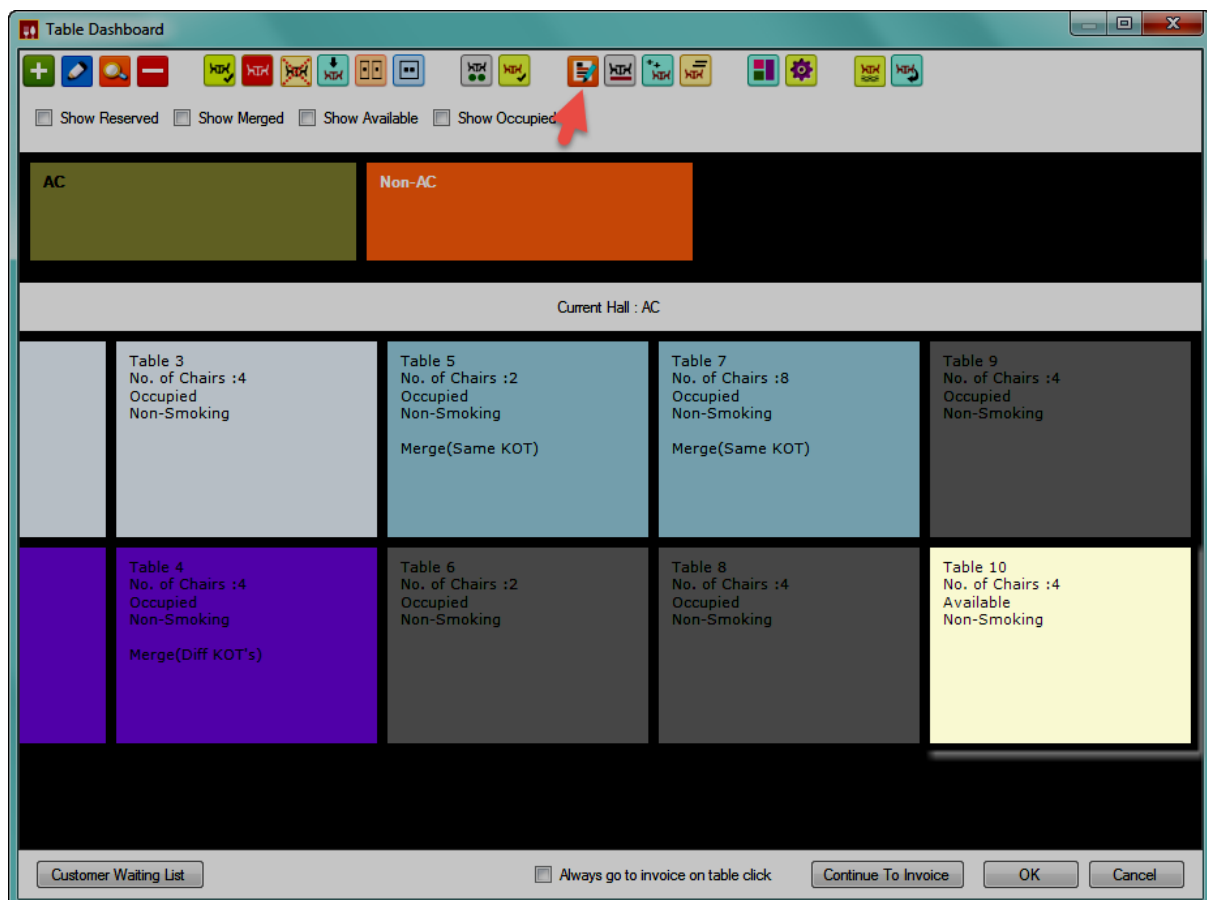 Table Dashboard
Show Reserved
Show Merged
Show Available
Show Occupied
AC
Non-AC
Current Hall : AC
Table 3
No. of Chairs :4
Occupied
Non-Smoking
Table 5
No. of Chairs :2
Occupied
Non-Smoking
Merge(Same KOT)
Table 7
No. of Chairs :8
Occupied
Non-Smoking
Merge(Same KOT)
Table 9
No. of Chairs :4
Occupied
Non-Smoking
Table 4
No. of Chairs :4
Occupied
Non-Smoking
Merge(Diff KOT's)
Table 6
No. of Chairs :2
Occupied
Non-Smoking
Table 8
No. of Chairs :4
Occupied
Non-Smoking
Table 10
No. of Chairs :4
Available
Non-Smoking
Customer Waiting List
Always go to invoice on table click
Continue To Invoice
OK
Cancel